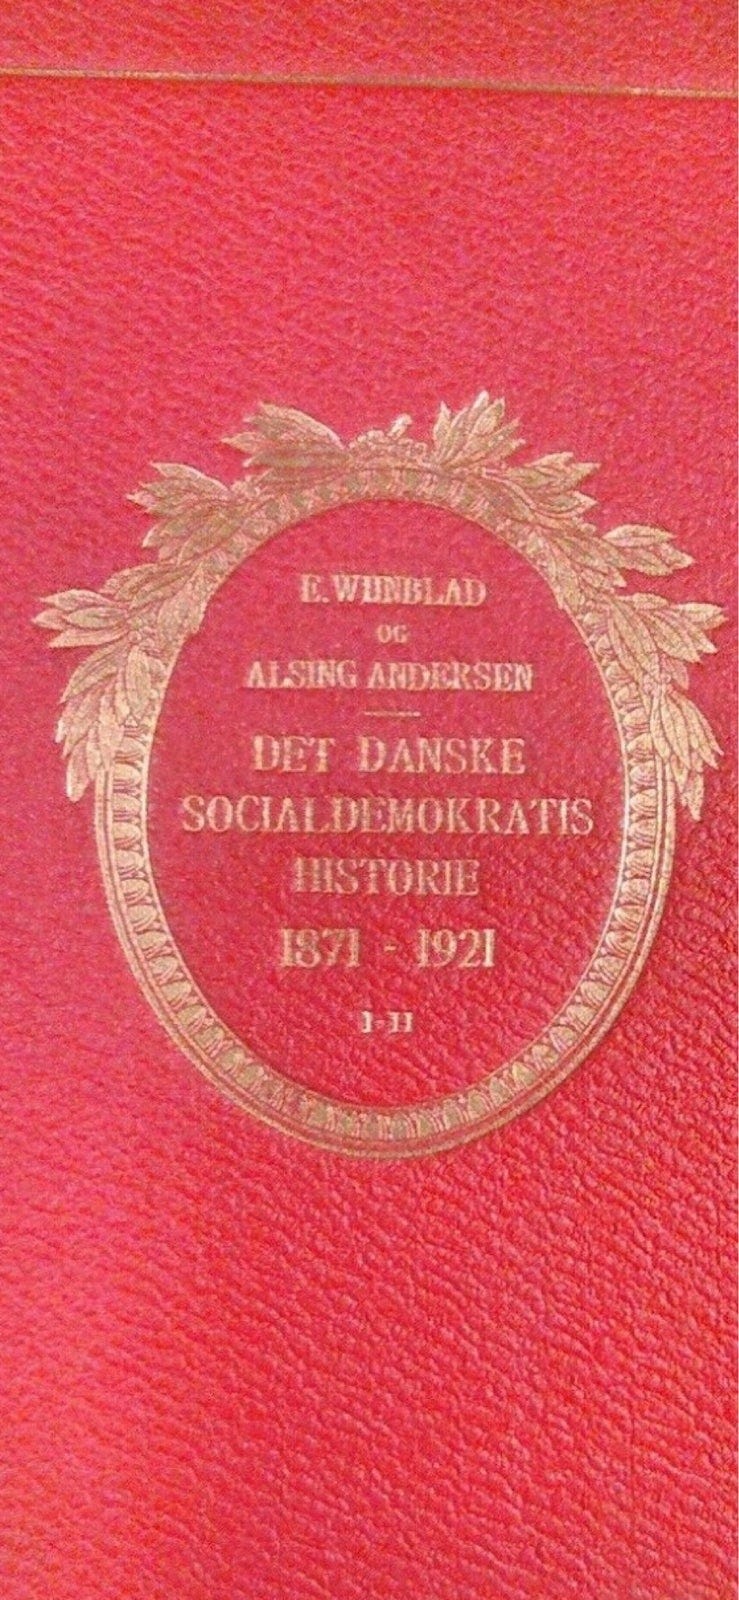 E. WIINBLAD
OG
ALSING ANDERSEN
DET DANSKE
SOCIALDEMOKRATIS
HISTORIE
1871 - 1921
I-II